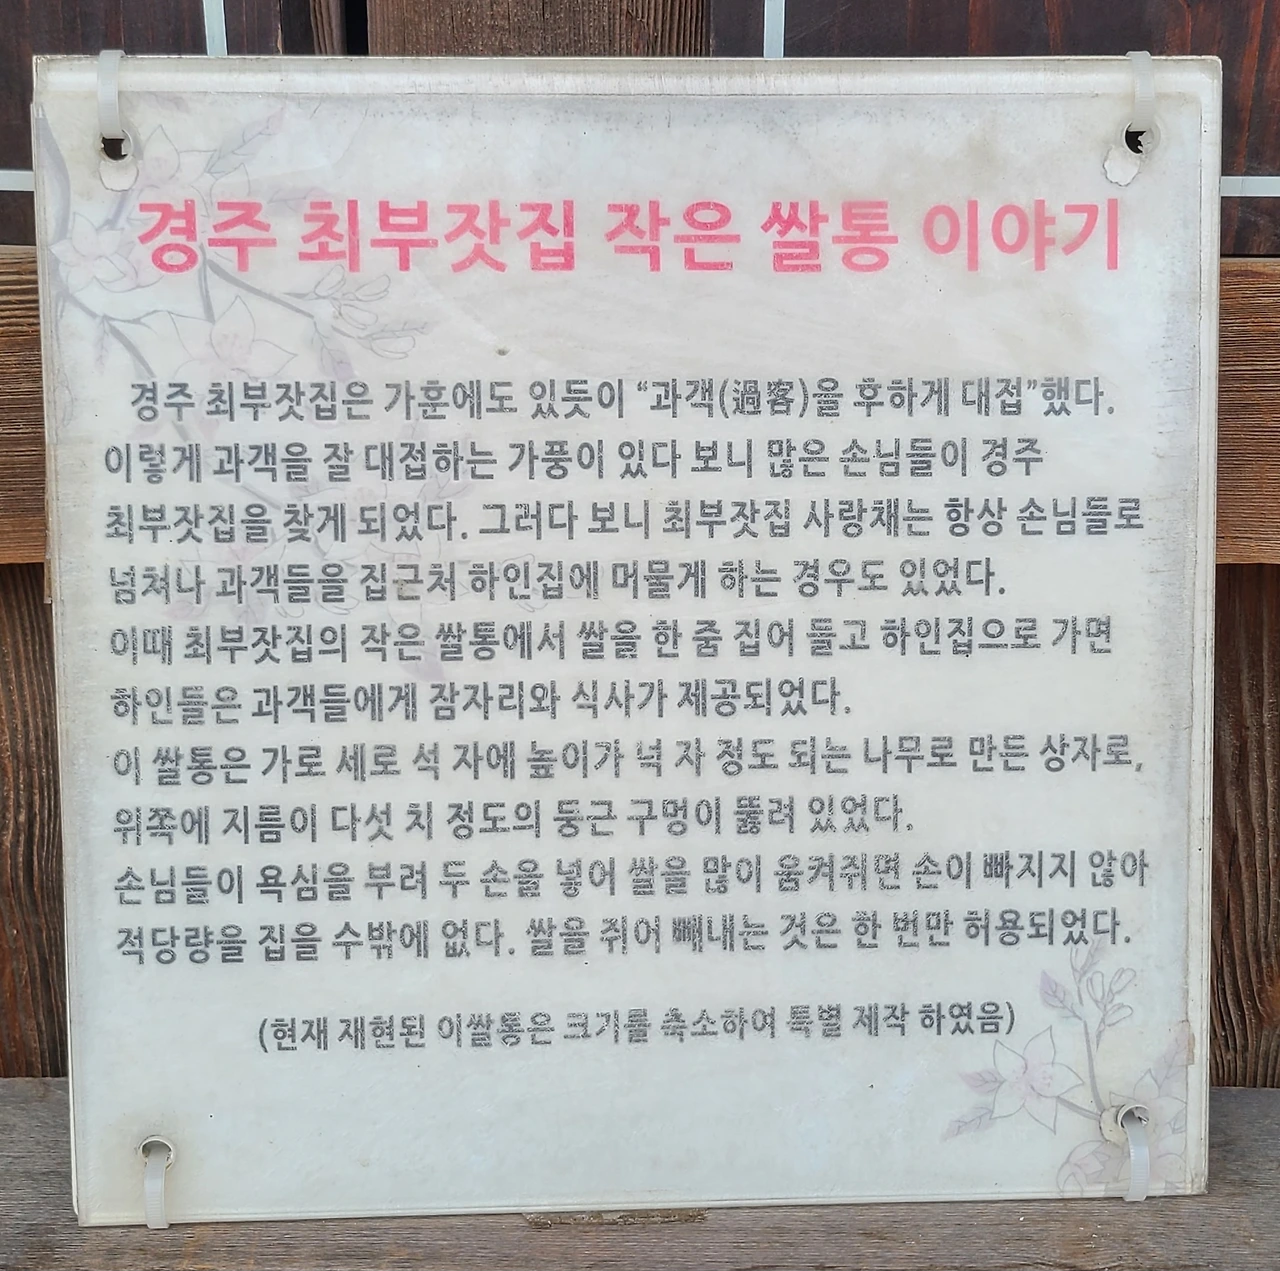 경주 최부잣집 작은 쌀통 이야기
경주 최부잣집은 가훈에도 있듯이 “과객(過客)을 후하게 대접”했다.
이렇게 과객을 잘 대접하는 가풍이 있다 보니 많은 손님들이 경주
최부잣집을 찾게 되었다. 그러다 보니 최부잣집 사랑채는 항상 손님들로
넘쳐나 과객들을 집근처 하인집에 머물게 하는 경우도 있었다.
이때 최부잣집의 작은 쌀통에서 쌀을 한 줌 집어 들고 하인집으로 가면
하인들은 과객들에게 잠자리와 식사가 제공되었다.
이 쌀통은 가로 세로 석 자에 높이가 넉 자 정도 되는 나무로 만든 상자로,
위쪽에 지름이 다섯 치 정도의 둥근 구멍이 뚫려 있었다.
손님들이 욕심을 부려 두 손을 넣어 쌀을 많이 움켜쥐면 손이 빠지지 않아
적당량을 집을 수밖에 없다. 쌀을 쥐어 빼내는 것은 한 번만 허용되었다.
(현재 재현된 이쌀통은 크기를 축소하여 특별 제작 하였음)